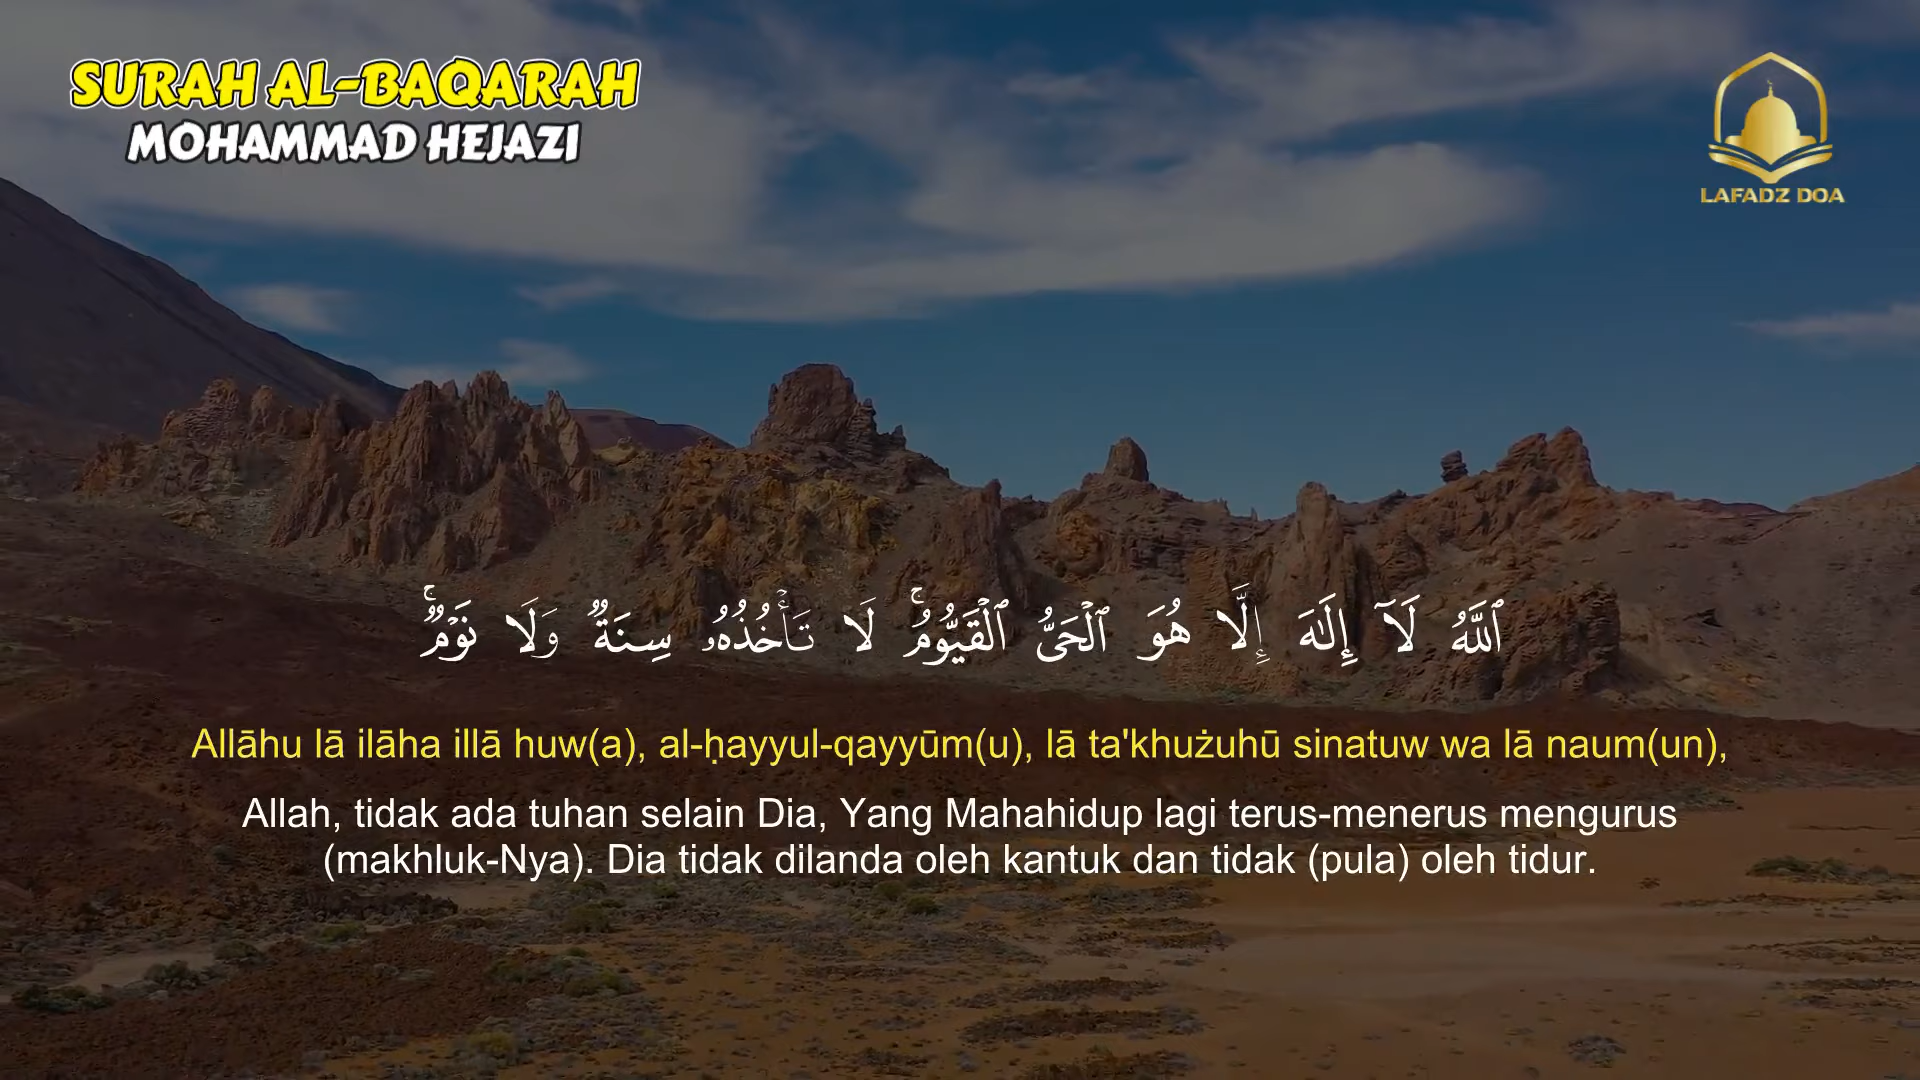 SURAH AL-BAQARAH
MOHAMMAD HEJAZI
LAFADZ DOA
ٱللَّهُ لَآ إِلَٰهَ إِلَّا هُوَ ٱلْحَىُّ ٱلْقَيُّومُ ۚ لَا تَأْخُذُهُۥ سِنَةٌ وَلَا نَوْمٌ ۚ
Allāhu lā ilāha illā huw(a), al-ḥayyul-qayyūm(u), lā ta'khużuhū sinatuw wa lā naum(un),
Allah, tidak ada tuhan selain Dia, Yang Mahahidup lagi terus-menerus mengurus
(makhluk-Nya). Dia tidak dilanda oleh kantuk dan tidak (pula) oleh tidur.